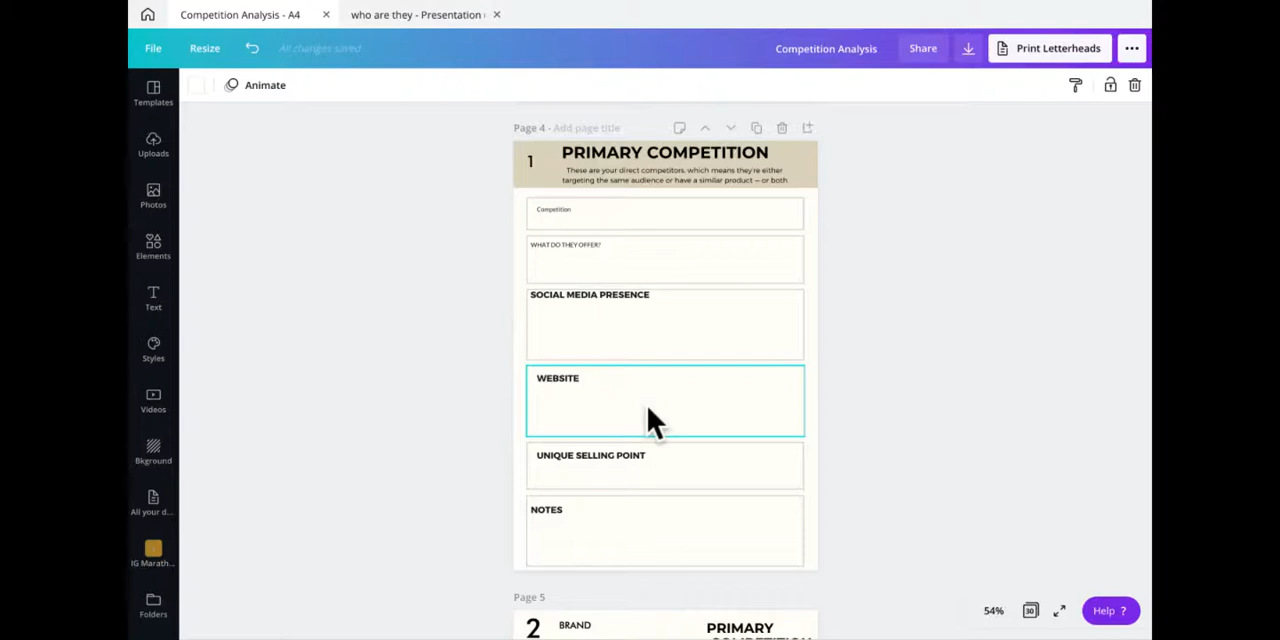 Competition Analysis - A4
who are they - Presentation
File
Resize
All changes saved
Competition Analysis
Share
Print Letterheads
Animate
Templates
Uploads
Photos
Elements
Text
Styles
Videos
Bkground
All your d...
IG Marath...
Folders
Page 4 - Add page title
1
PRIMARY COMPETITION
These are your direct competitors, which means they're either
targeting the same audience or have a similar product — or both
Competition
WHAT DO THEY OFFER?
SOCIAL MEDIA PRESENCE
WEBSITE
UNIQUE SELLING POINT
NOTES
Page 5
2 BRAND
PRIMARY
COMPETITION
54%
30
Help ?